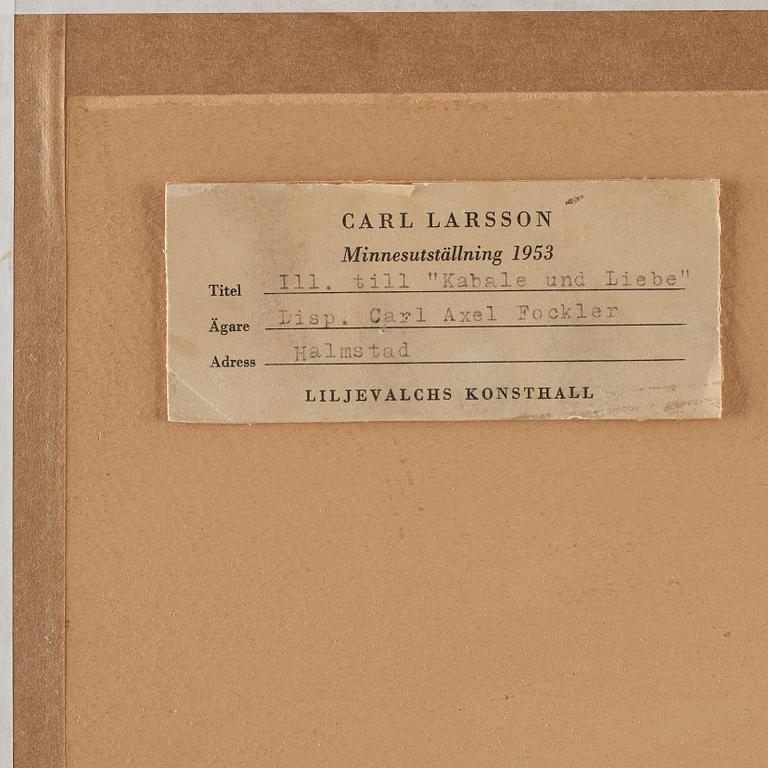 CARL LARSSON
Minnesutställning 1953
Titel Ill. till "Kabale und Liebe"
Ägare Disp. Carl Axel Fockler
Adress Halmstad
LILJEVALCHS KONSTHALL